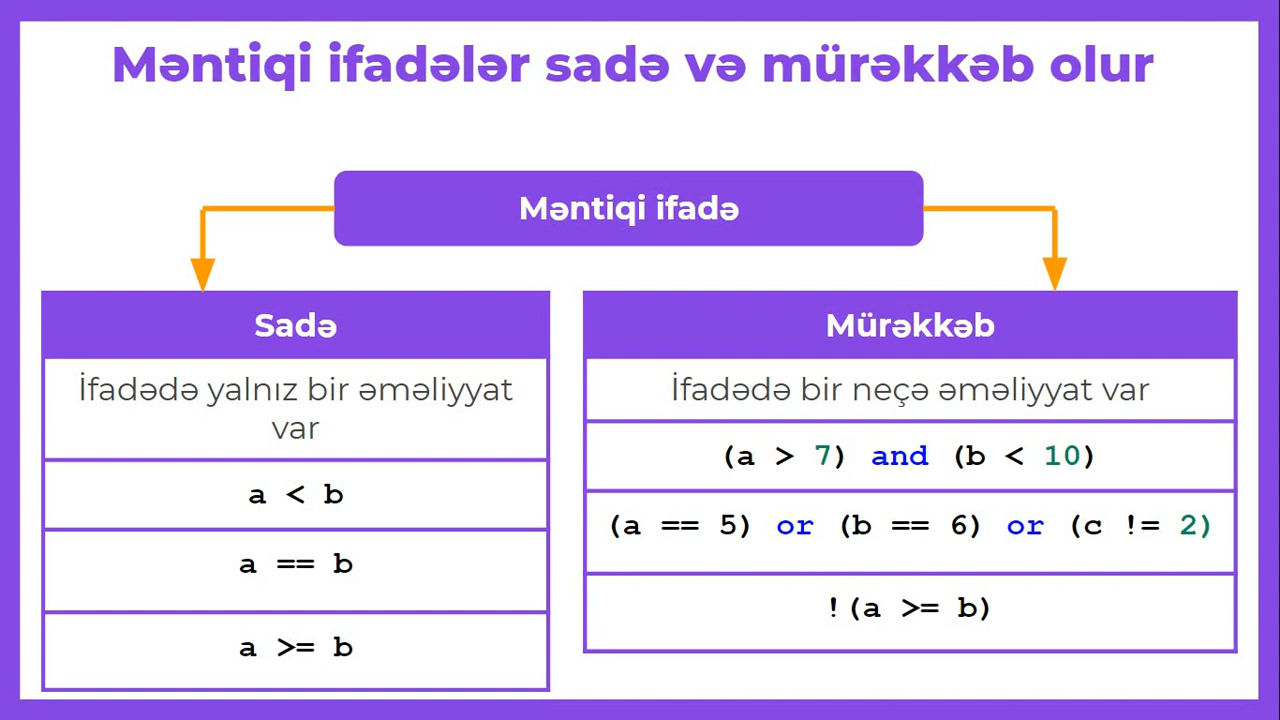 Məntiqi ifadələr sadə və mürəkkəb olur
Məntiqi ifadə
Sadə
İfadədə yalnız bir əməliyyat
var
a < b
a == b
a >= b
Mürəkkəb
İfadədə bir neçə əməliyyat var
(a > 7) and (b < 10)
(a == 5) or (b == 6) or (c != 2)
!(a >= b)